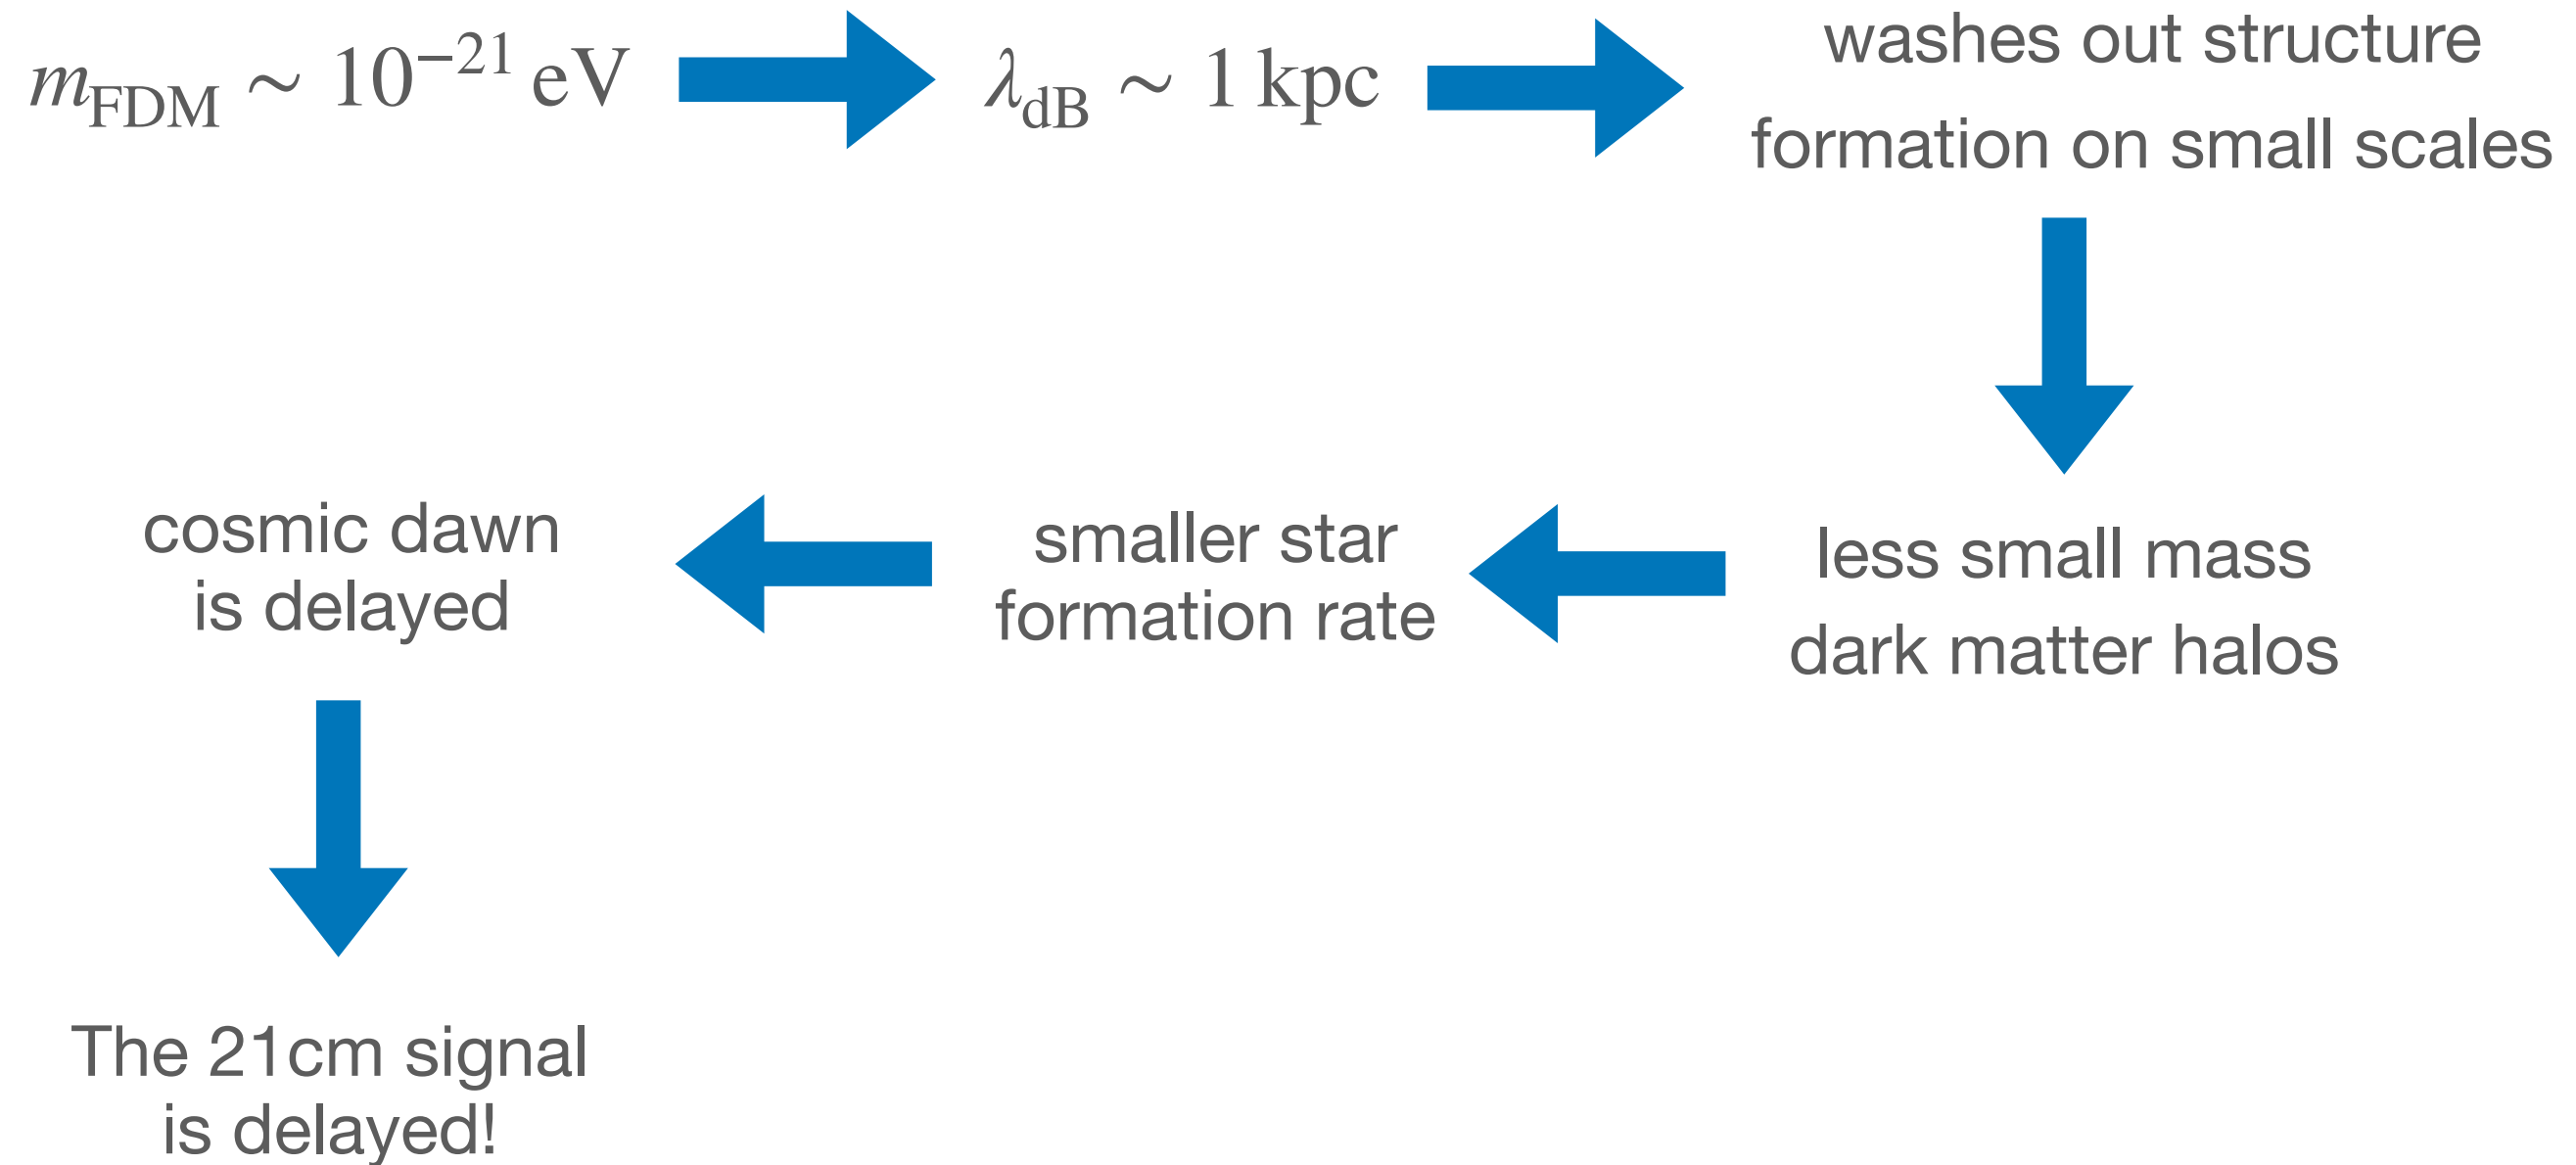 m_FDM ∼ 10^−21 eV
λ_dB ∼ 1 kpc
washes out structure
formation on small scales
less small mass
dark matter halos
smaller star
formation rate
cosmic dawn
is delayed
The 21cm signal
is delayed!